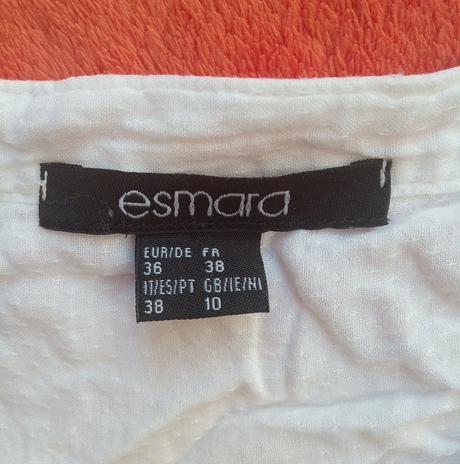 esmara
EUR/DE FR
36 38
IT/ES/PT GB/IE/NI
38 10